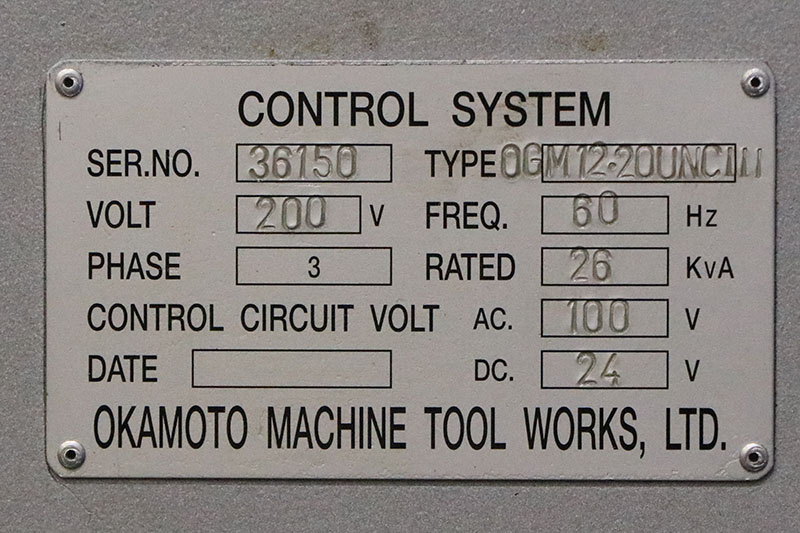 CONTROL SYSTEM
SER.NO. 36150 TYPE OGM12·20UNCIII
VOLT 200 V FREQ. 60 Hz
PHASE 3 RATED 26 KVA
CONTROL CIRCUIT VOLT AC. 100 V
DATE DC. 24 V
OKAMOTO MACHINE TOOL WORKS, LTD.